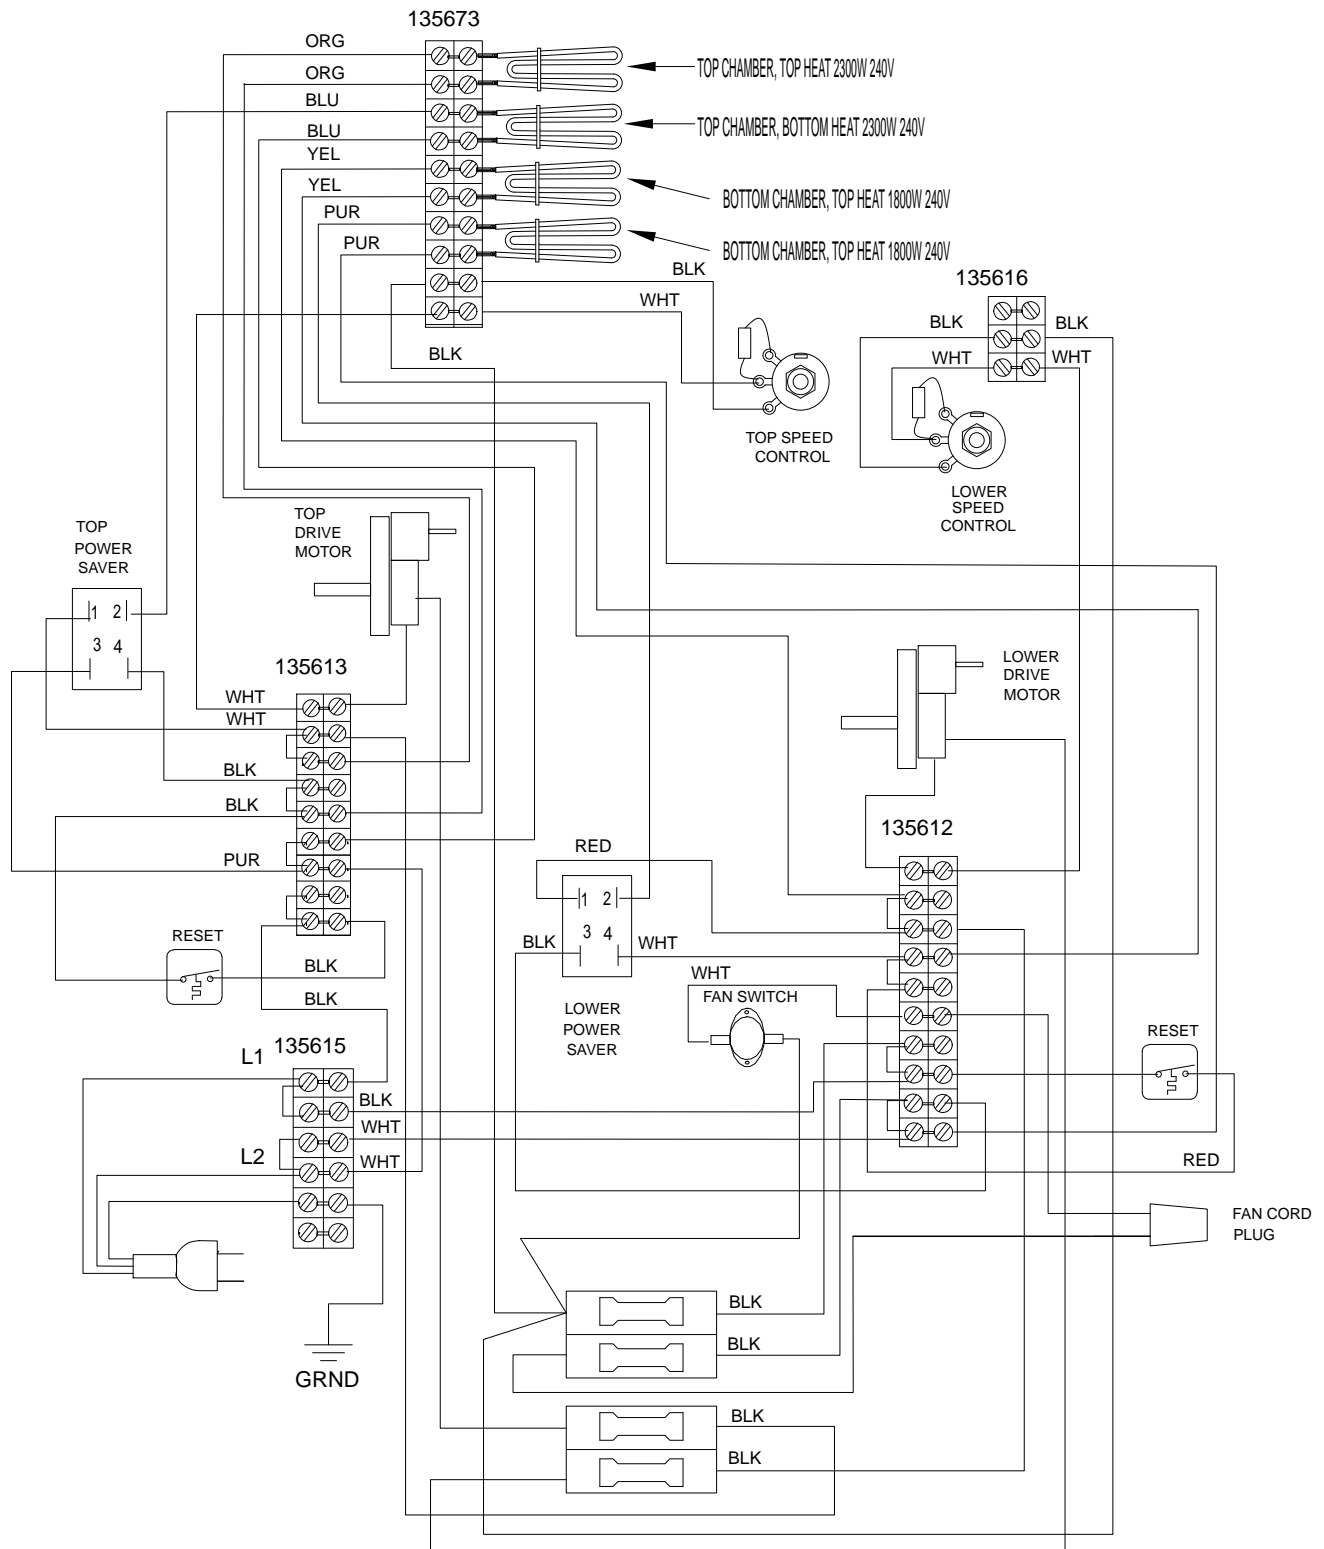 135673
ORG
ORG
BLU
BLU
YEL
YEL
PUR
PUR
TOP CHAMBER, TOP HEAT 2300W 240V
TOP CHAMBER, BOTTOM HEAT 2300W 240V
BOTTOM CHAMBER, TOP HEAT 1800W 240V
BOTTOM CHAMBER, TOP HEAT 1800W 240V
BLK
WHT
BLK
135616
BLK
BLK
WHT
WHT
TOP SPEED
CONTROL
LOWER
SPEED
CONTROL
TOP
POWER
SAVER
1 2
3 4
TOP
DRIVE
MOTOR
135613
WHT
WHT
BLK
BLK
PUR
LOWER
DRIVE
MOTOR
135612
RED
1 2
3 4
BLK
WHT
LOWER
POWER
SAVER
WHT
FAN SWITCH
RESET
BLK
BLK
RESET
RED
L1
135615
BLK
WHT
L2
WHT
GRND
FAN CORD
PLUG
BLK
BLK
BLK
BLK